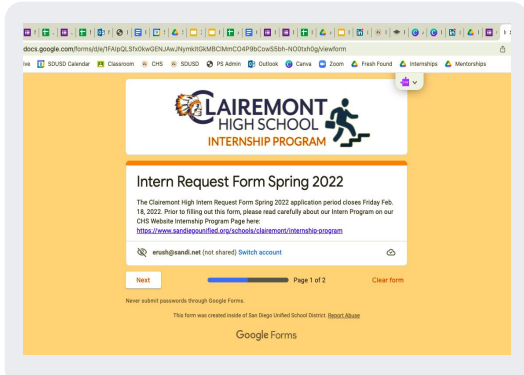 docs.google.com/forms/d/e/1FAIpQLSfx0kwGENJAwJNymkItGkMBClMmCO4P9bCowS5bh-NO0txh0g/viewform
ive SDUSD Calendar Classroom CHS SDUSD PS Admin Outlook Canva Zoom Fresh Found Internships Mentorships
CLAIREMONT
HIGH SCHOOL
INTERNSHIP PROGRAM
Intern Request Form Spring 2022
The Clairemont High Intern Request Form Spring 2022 application period closes Friday Feb.
18, 2022. Prior to filling out this form, please read carefully about our Intern Program on our
CHS Website Internship Program Page here:
https://www.sandiegounified.org/schools/clairemont/internship-program
erush@sandi.net (not shared) Switch account
Next Page 1 of 2 Clear form
Never submit passwords through Google Forms.
This form was created inside of San Diego Unified School District. Report Abuse
Google Forms